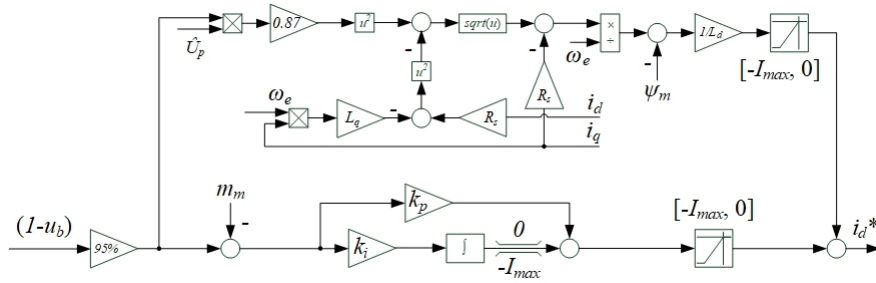 0.87
u²
sqrt(u)
×
÷
1/L_d
Û_p
-
-
ω_e
-
[-I_max, 0]
u²
ψ_m
ω_e
R_s
i_d
L_q
-
R_s
i_q
m_m
k_p
[-I_max, 0]
(1-u_b)
-
0
i_d*
95%
k_i
∫
-I_max